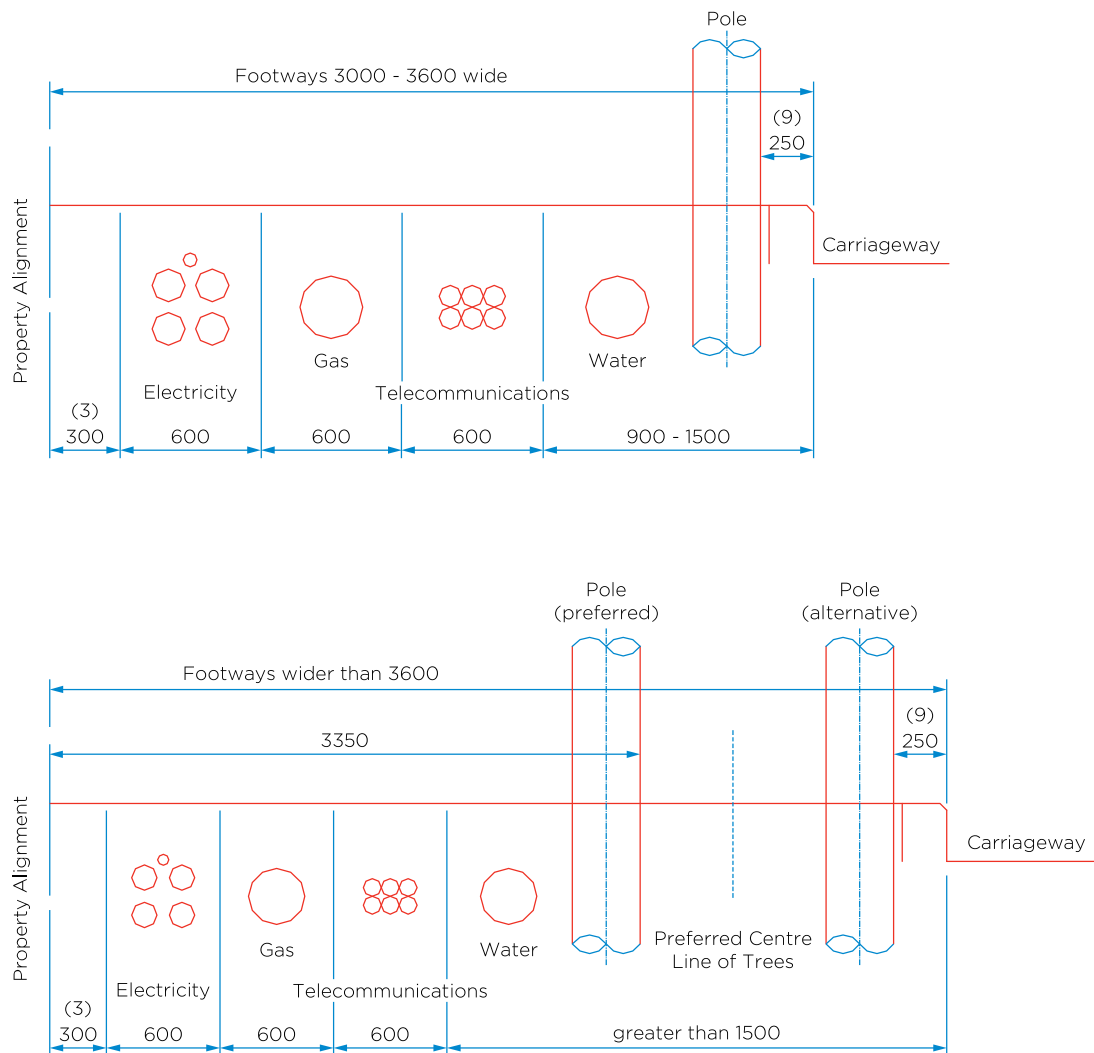 Pole
Footways 3000 - 3600 wide
(9)
250
Property Alignment
Carriageway
Gas
Water
Electricity
Telecommunications
(3)
300
600
600
600
900 - 1500
Pole
(preferred)
Pole
(alternative)
Footways wider than 3600
(9)
250
3350
Property Alignment
Carriageway
Gas
Water
Preferred Centre
Line of Trees
Electricity
Telecommunications
(3)
300
600
600
600
greater than 1500